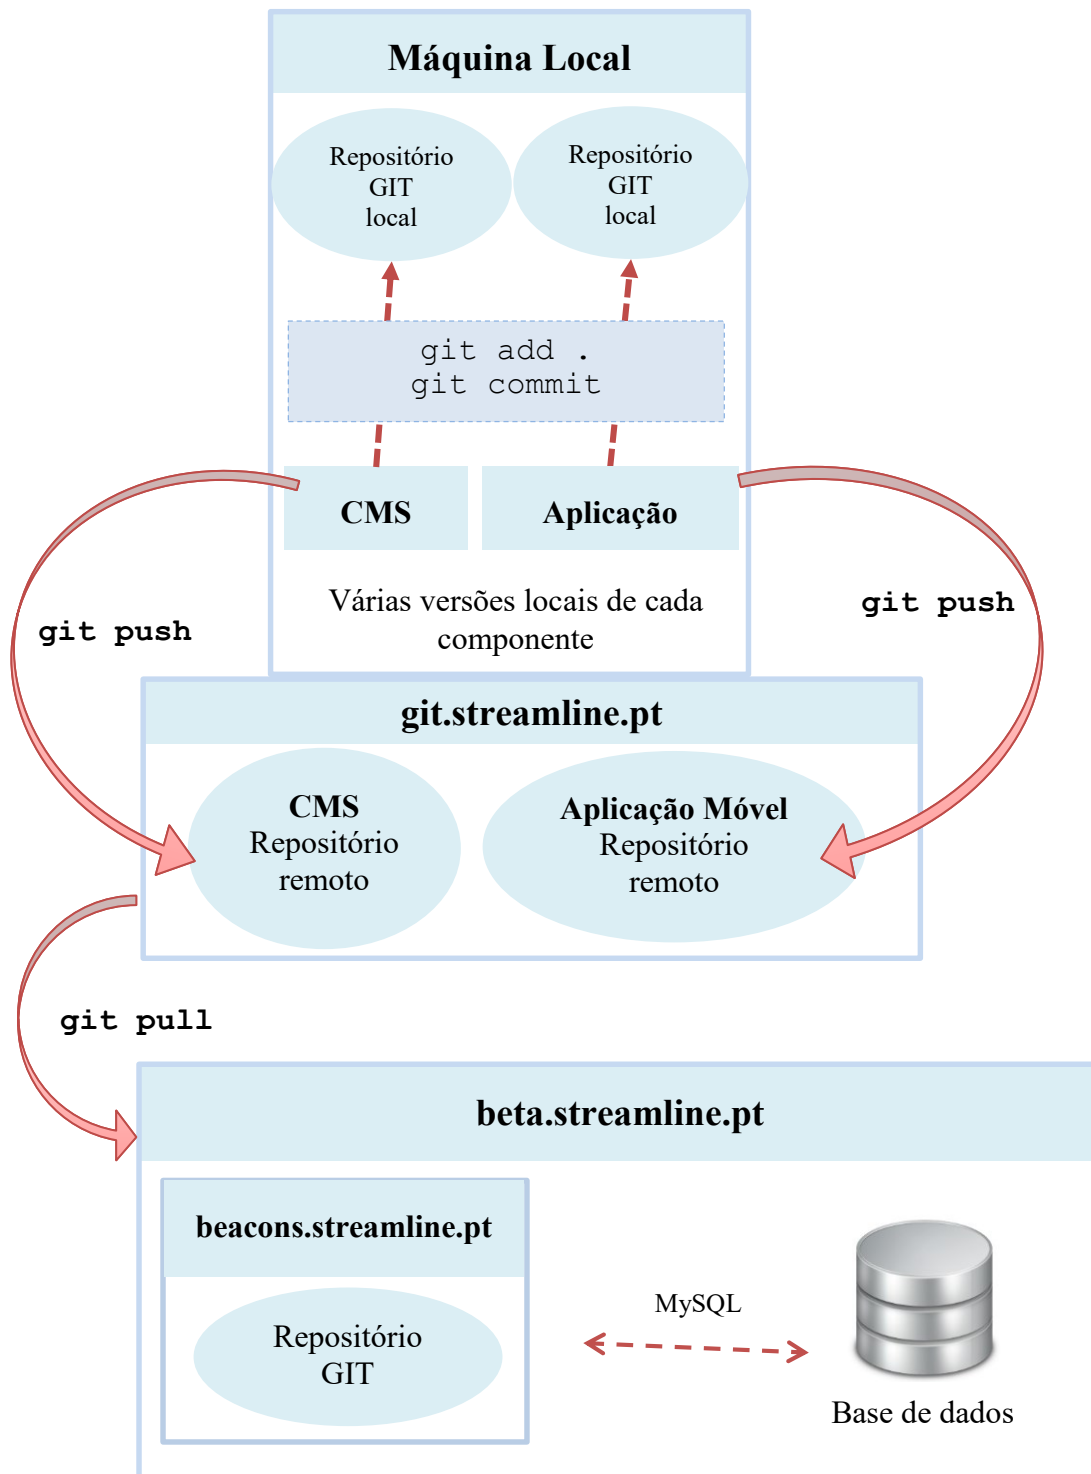 Máquina Local
Repositório
GIT
local
Repositório
GIT
local
git add .
git commit
CMS
Aplicação
Várias versões locais de cada
componente
git push
git push
git.streamline.pt
CMS
Repositório
remoto
Aplicação Móvel
Repositório
remoto
git pull
beta.streamline.pt
beacons.streamline.pt
Repositório
GIT
MySQL
Base de dados